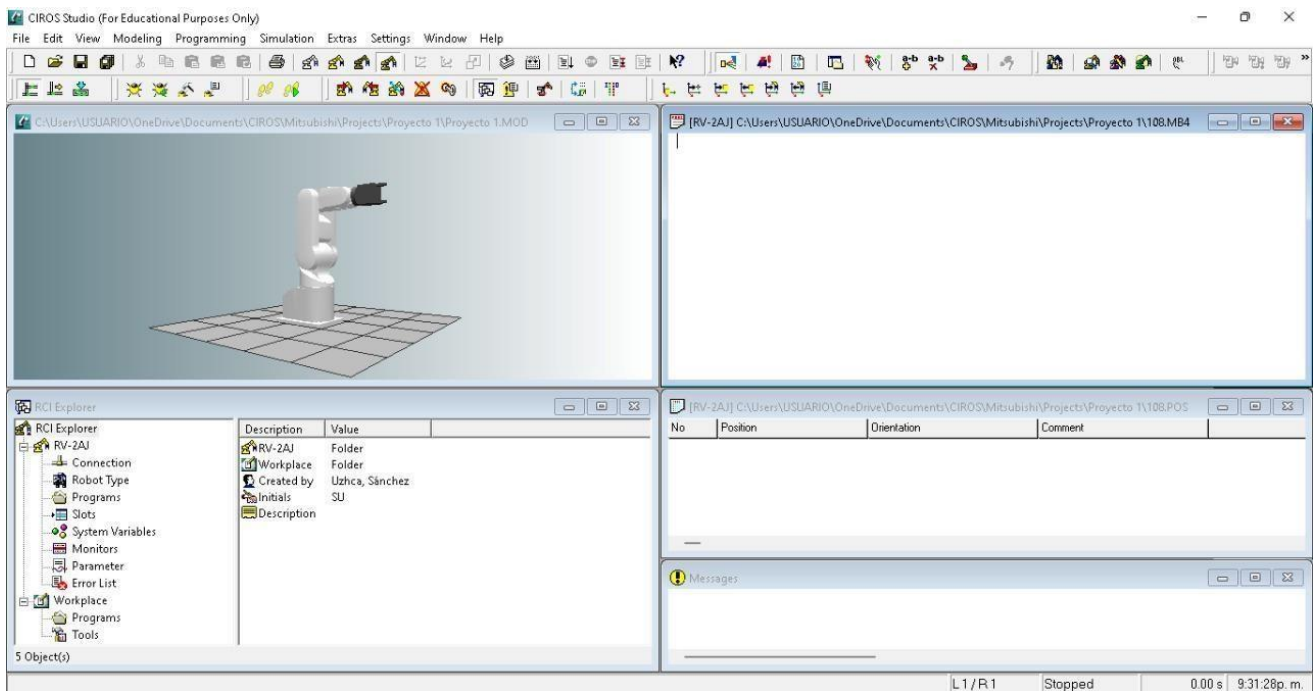 CIROS Studio (For Educational Purposes Only)
File Edit View Modeling Programming Simulation Extras Settings Window Help
C:\Users\USUARIO\OneDrive\Documents\CIROS\Mitsubishi\Projects\Proyecto 1\Proyecto 1.MOD
[RV-2AJ] C:\Users\USUARIO\OneDrive\Documents\CIROS\Mitsubishi\Projects\Proyecto 1\108.MB4
RCI Explorer
RCI Explorer
RV-2AJ
Connection
Robot Type
Programs
Slots
System Variables
Monitors
Parameter
Error List
Workplace
Programs
Tools
Description Value
RV-2AJ Folder
Workplace Folder
Created by Uzhca, Sánchez
Initials SU
Description
5 Object(s)
[RV-2AJ] C:\Users\USUARIO\OneDrive\Documents\CIROS\Mitsubishi\Projects\Proyecto 1\108.POS
No Position Orientation Comment
Messages
L 1 / R 1 Stopped 0.00 s 9:31:28p. m.